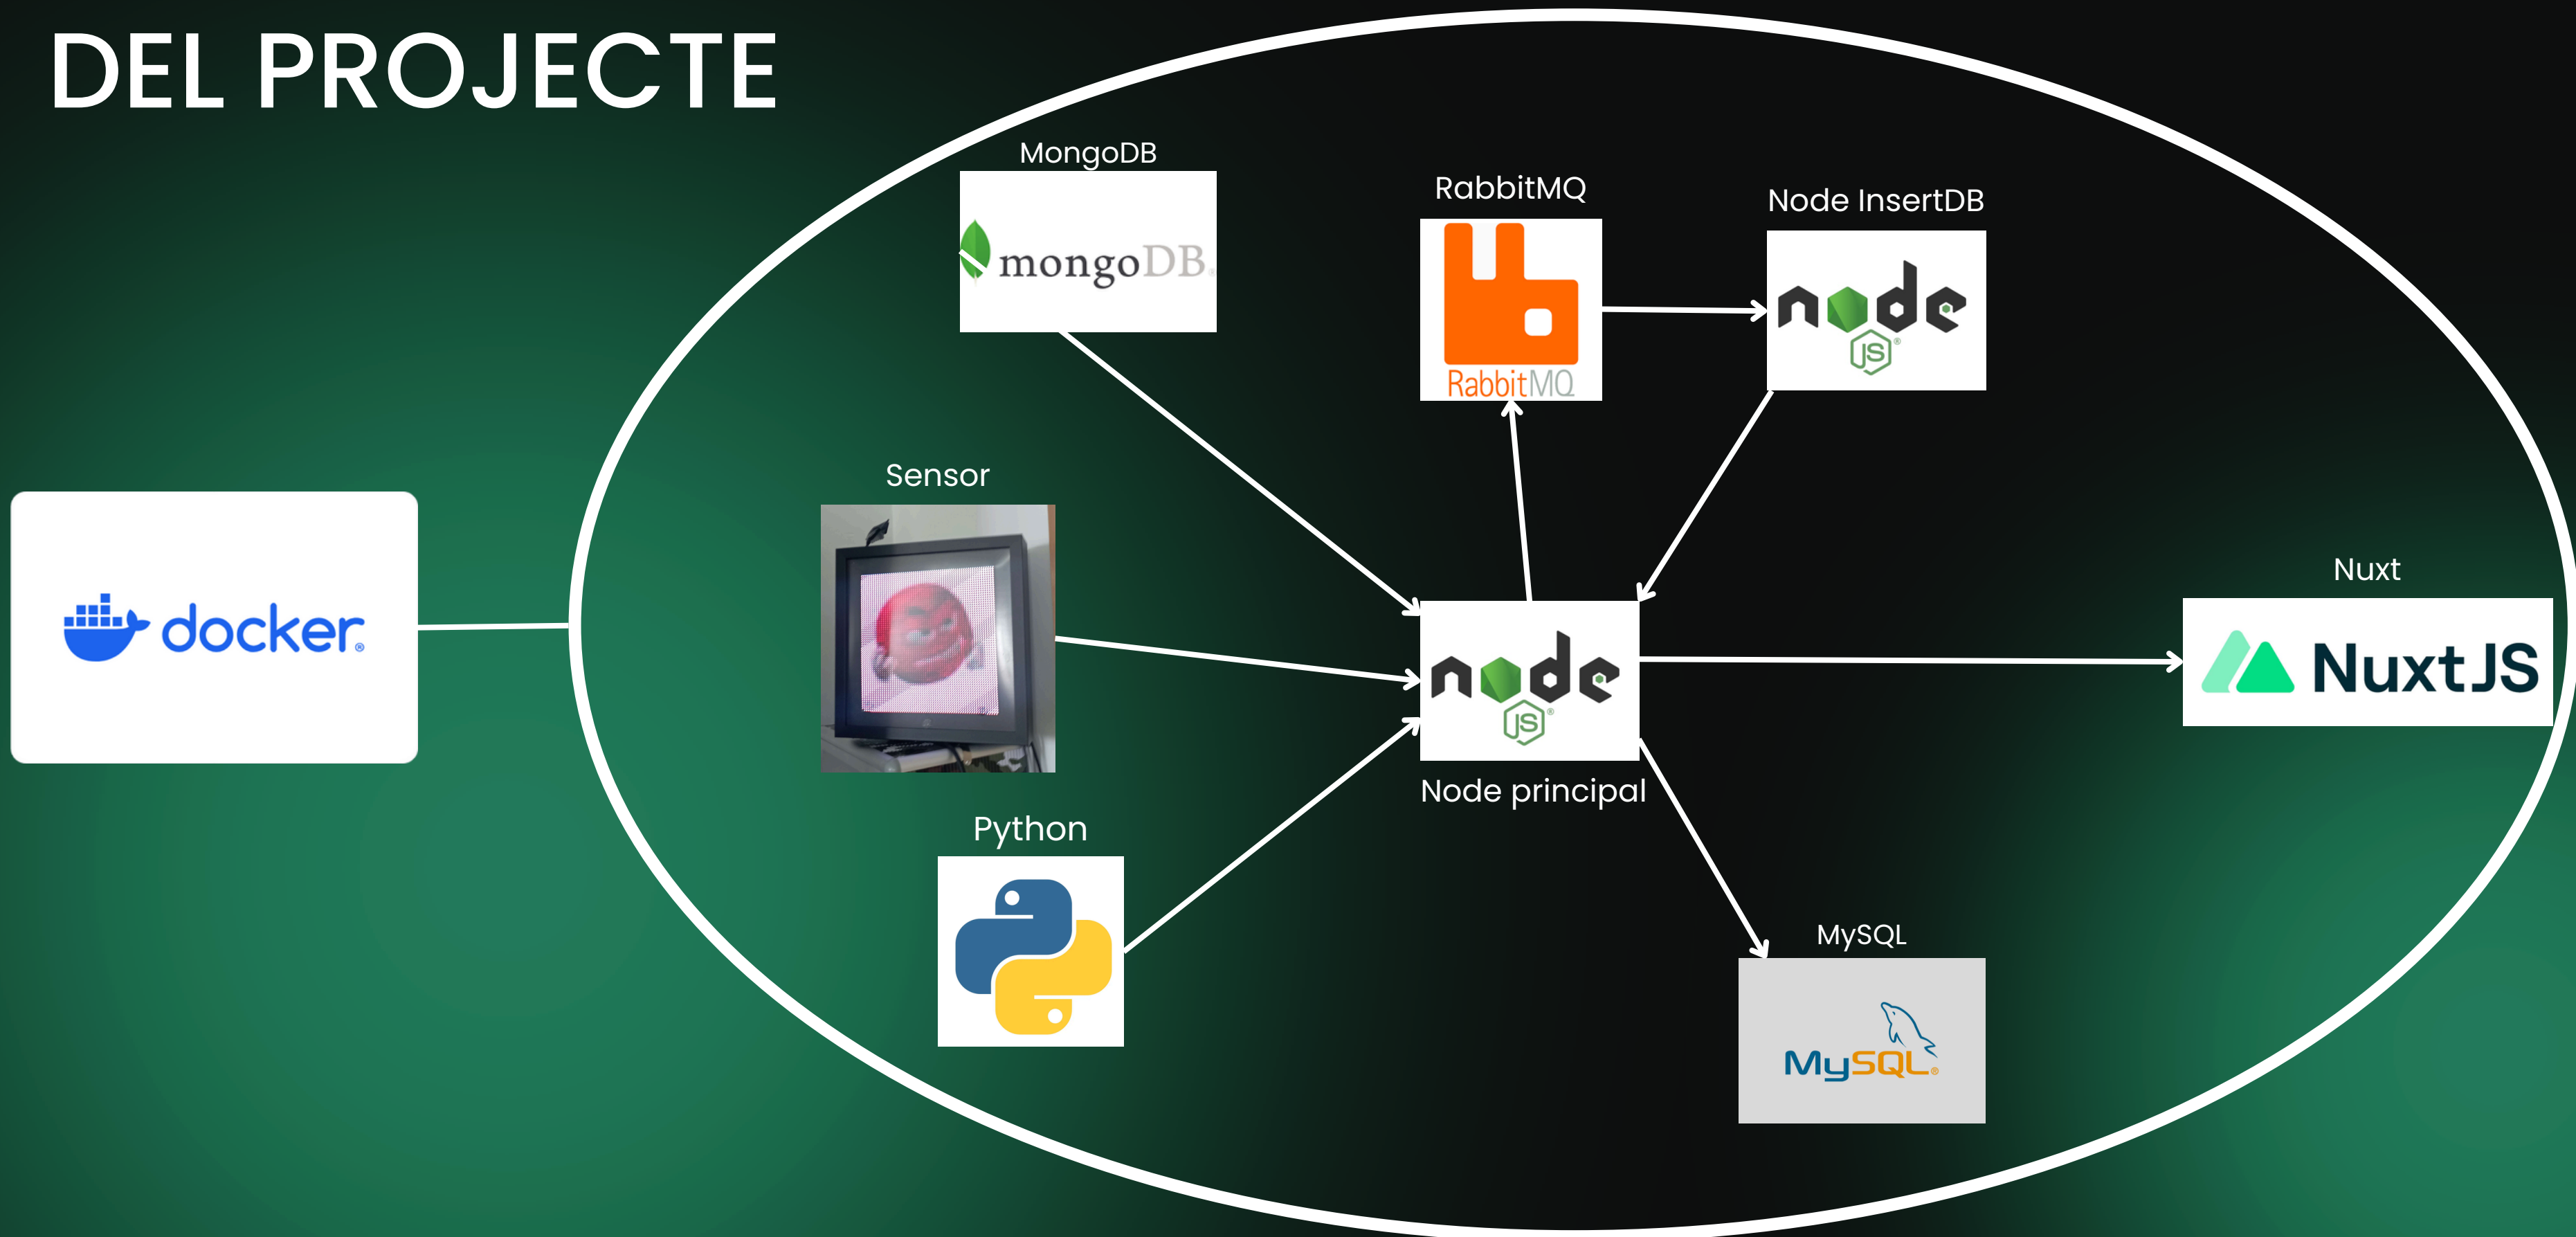 DEL PROJECTE
MongoDB
mongoDB®
RabbitMQ
RabbitMQ
Node InsertDB
node
JS®
Sensor
docker®
node
JS®
Node principal
Nuxt
NuxtJS
Python
MySQL
MySQL®